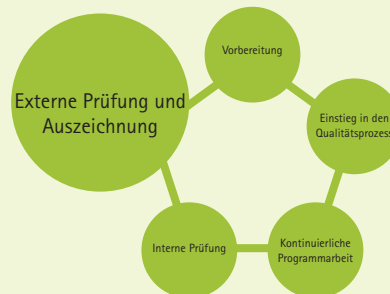 Externe Prüfung und
Auszeichnung
Vorbereitung
Einstieg in den
Qualitätsprozess
Kontinuierliche
Programmarbeit
Interne Prüfung